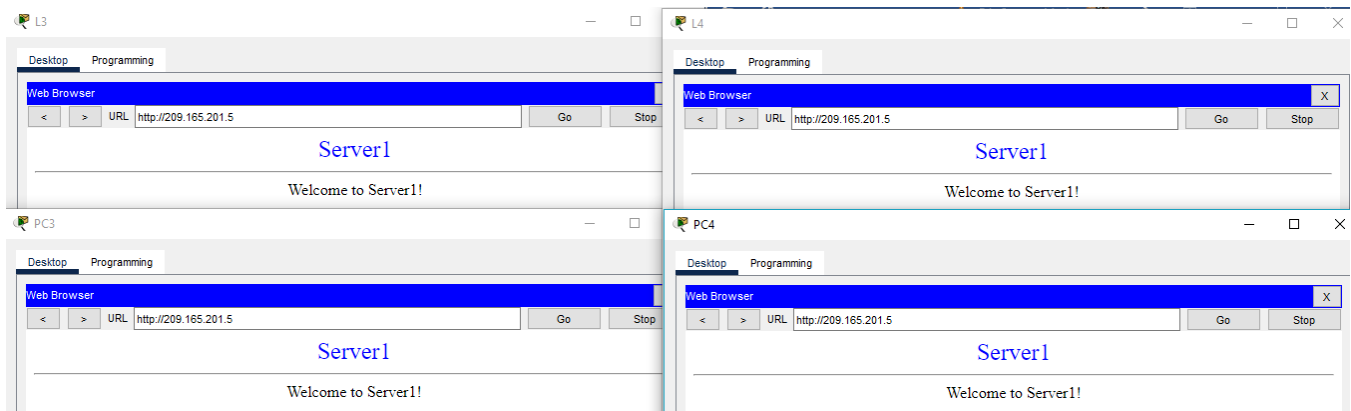 L3
Desktop Programming
Web Browser
< > URL http://209.165.201.5 Go Stop
Server1
Welcome to Server1!
L4
Desktop Programming
Web Browser X
< > URL http://209.165.201.5 Go Stop
Server1
Welcome to Server1!
PC3
Desktop Programming
Web Browser
< > URL http://209.165.201.5 Go Stop
Server1
Welcome to Server1!
PC4
Desktop Programming
Web Browser X
< > URL http://209.165.201.5 Go Stop
Server1
Welcome to Server1!